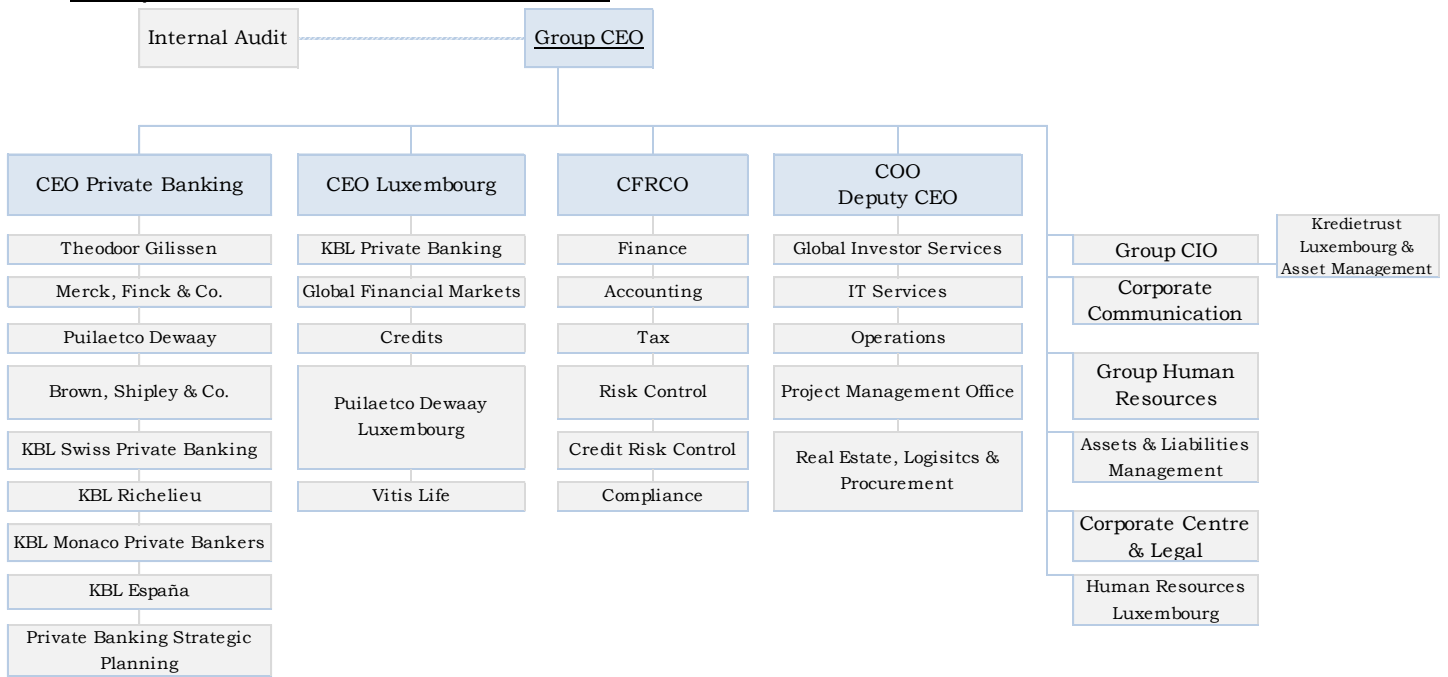 Internal Audit
Group CEO
CEO Private Banking
Theodoor Gilissen
Merck, Finck & Co.
Puilaetco Dewaay
Brown, Shipley & Co.
KBL Swiss Private Banking
KBL Richelieu
KBL Monaco Private Bankers
KBL España
Private Banking Strategic
Planning
CEO Luxembourg
KBL Private Banking
Global Financial Markets
Credits
Puilaetco Dewaay
Luxembourg
Vitis Life
CFRCO
Finance
Accounting
Tax
Risk Control
Credit Risk Control
Compliance
COO
Deputy CEO
Global Investor Services
IT Services
Operations
Project Management Office
Real Estate, Logisitcs &
Procurement
Group CIO
Kredietrust
Luxembourg &
Asset Management
Corporate
Communication
Group Human
Resources
Assets & Liabilities
Management
Corporate Centre
& Legal
Human Resources
Luxembourg